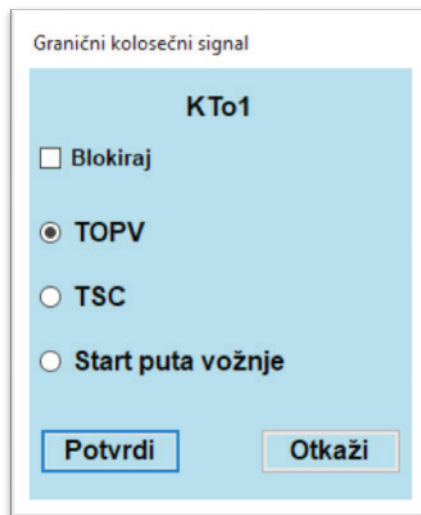 Granični kolosečni signal
KTo1
Blokiraj
TOPV
TSC
Start puta vožnje
Potvrdi
Otkaži